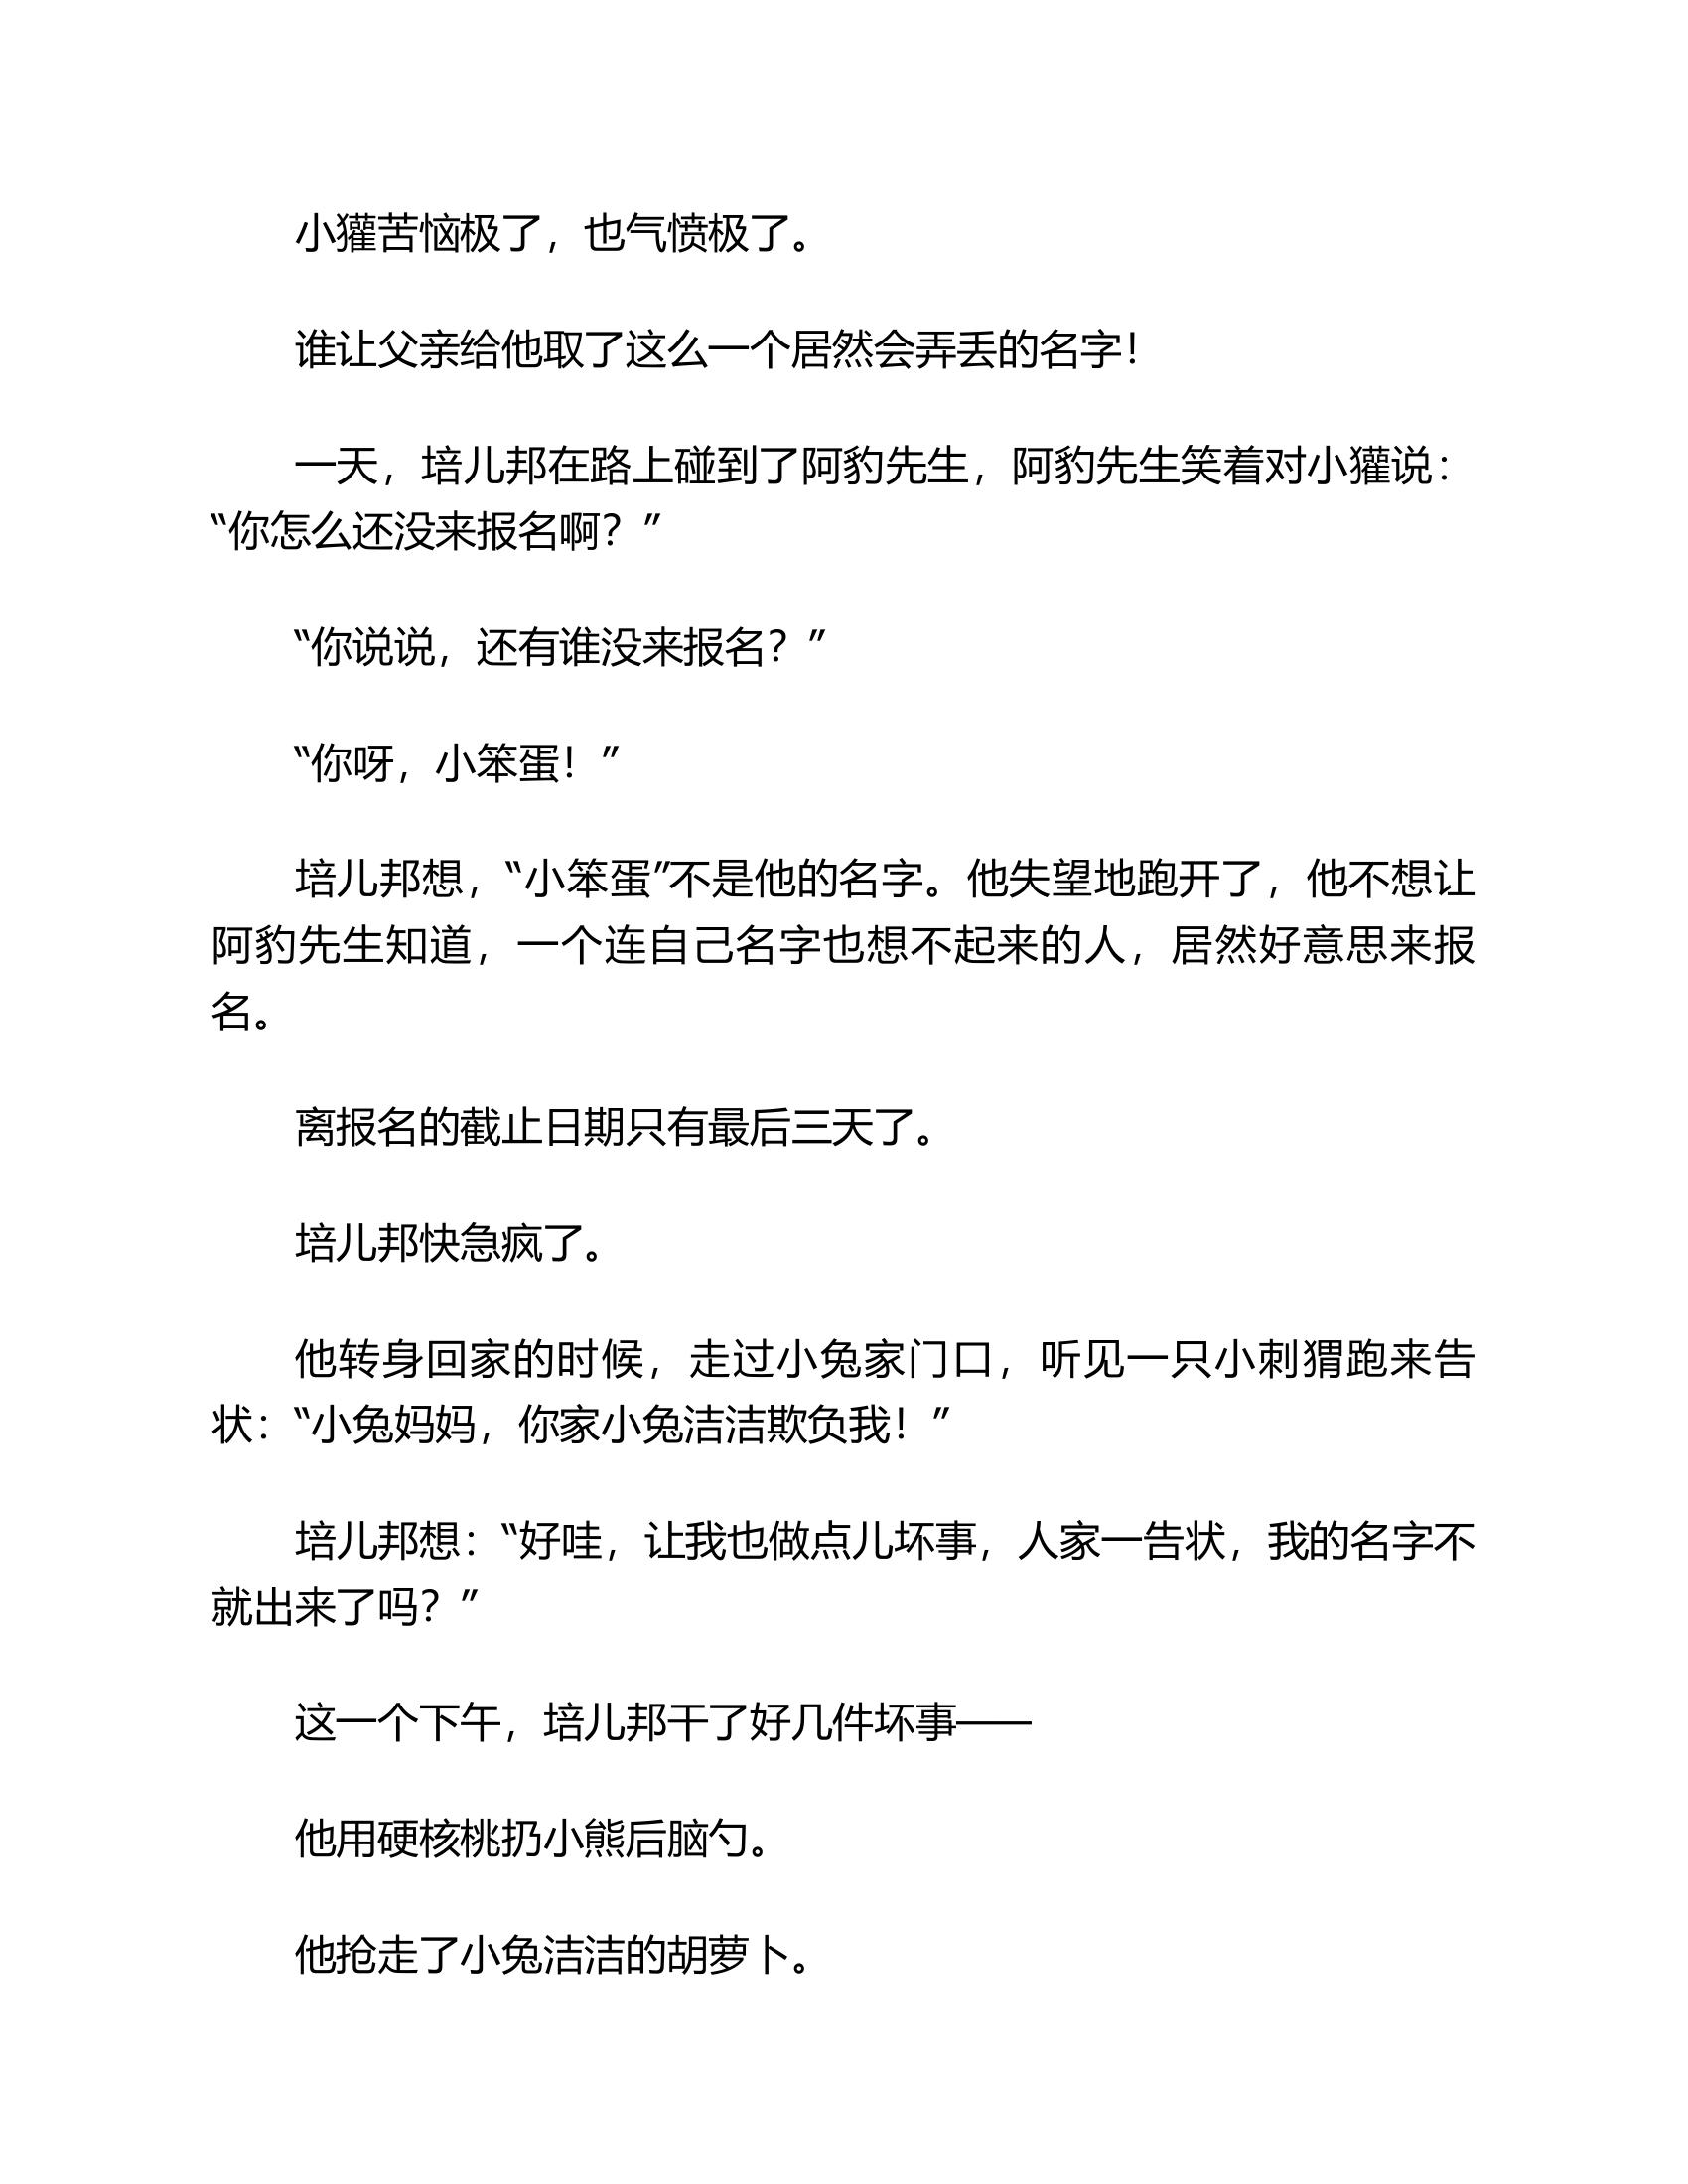 小獾苦恼极了，也气愤极了。
谁让父亲给他取了这么一个居然会弄丢的名字！
一天，培儿邦在路上碰到了阿豹先生，阿豹先生笑着对小獾说：
“你怎么还没来报名啊？”
“你说说，还有谁没来报名？”
“你呀，小笨蛋！”
培儿邦想，“小笨蛋”不是他的名字。他失望地跑开了，他不想让
阿豹先生知道，一个连自己名字也想不起来的人，居然好意思来报
名。
离报名的截止日期只有最后三天了。
培儿邦快急疯了。
他转身回家的时候，走过小兔家门口，听见一只小刺猬跑来告
状：“小兔妈妈，你家小兔洁洁欺负我！”
培儿邦想：“好哇，让我也做点儿坏事，人家一告状，我的名字不
就出来了吗？”
这一个下午，培儿邦干了好几件坏事——
他用硬核桃扔小熊后脑勺。
他抢走了小兔洁洁的胡萝卜。